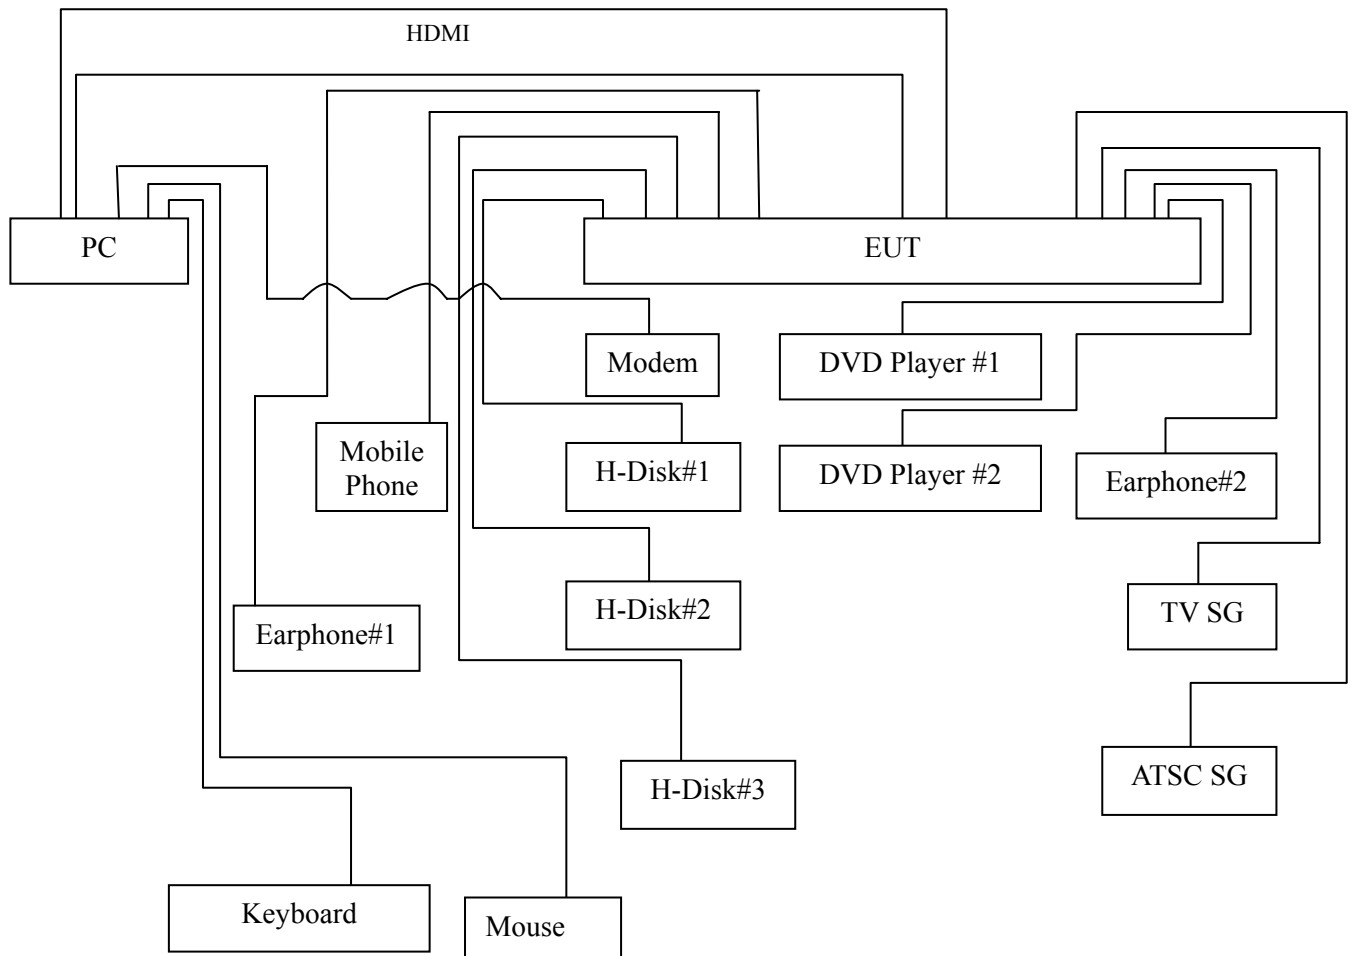 HDMI
PC
EUT
Modem
DVD Player #1
Mobile
Phone
H-Disk#1
DVD Player #2
Earphone#2
H-Disk#2
TV SG
Earphone#1
H-Disk#3
ATSC SG
Keyboard
Mouse